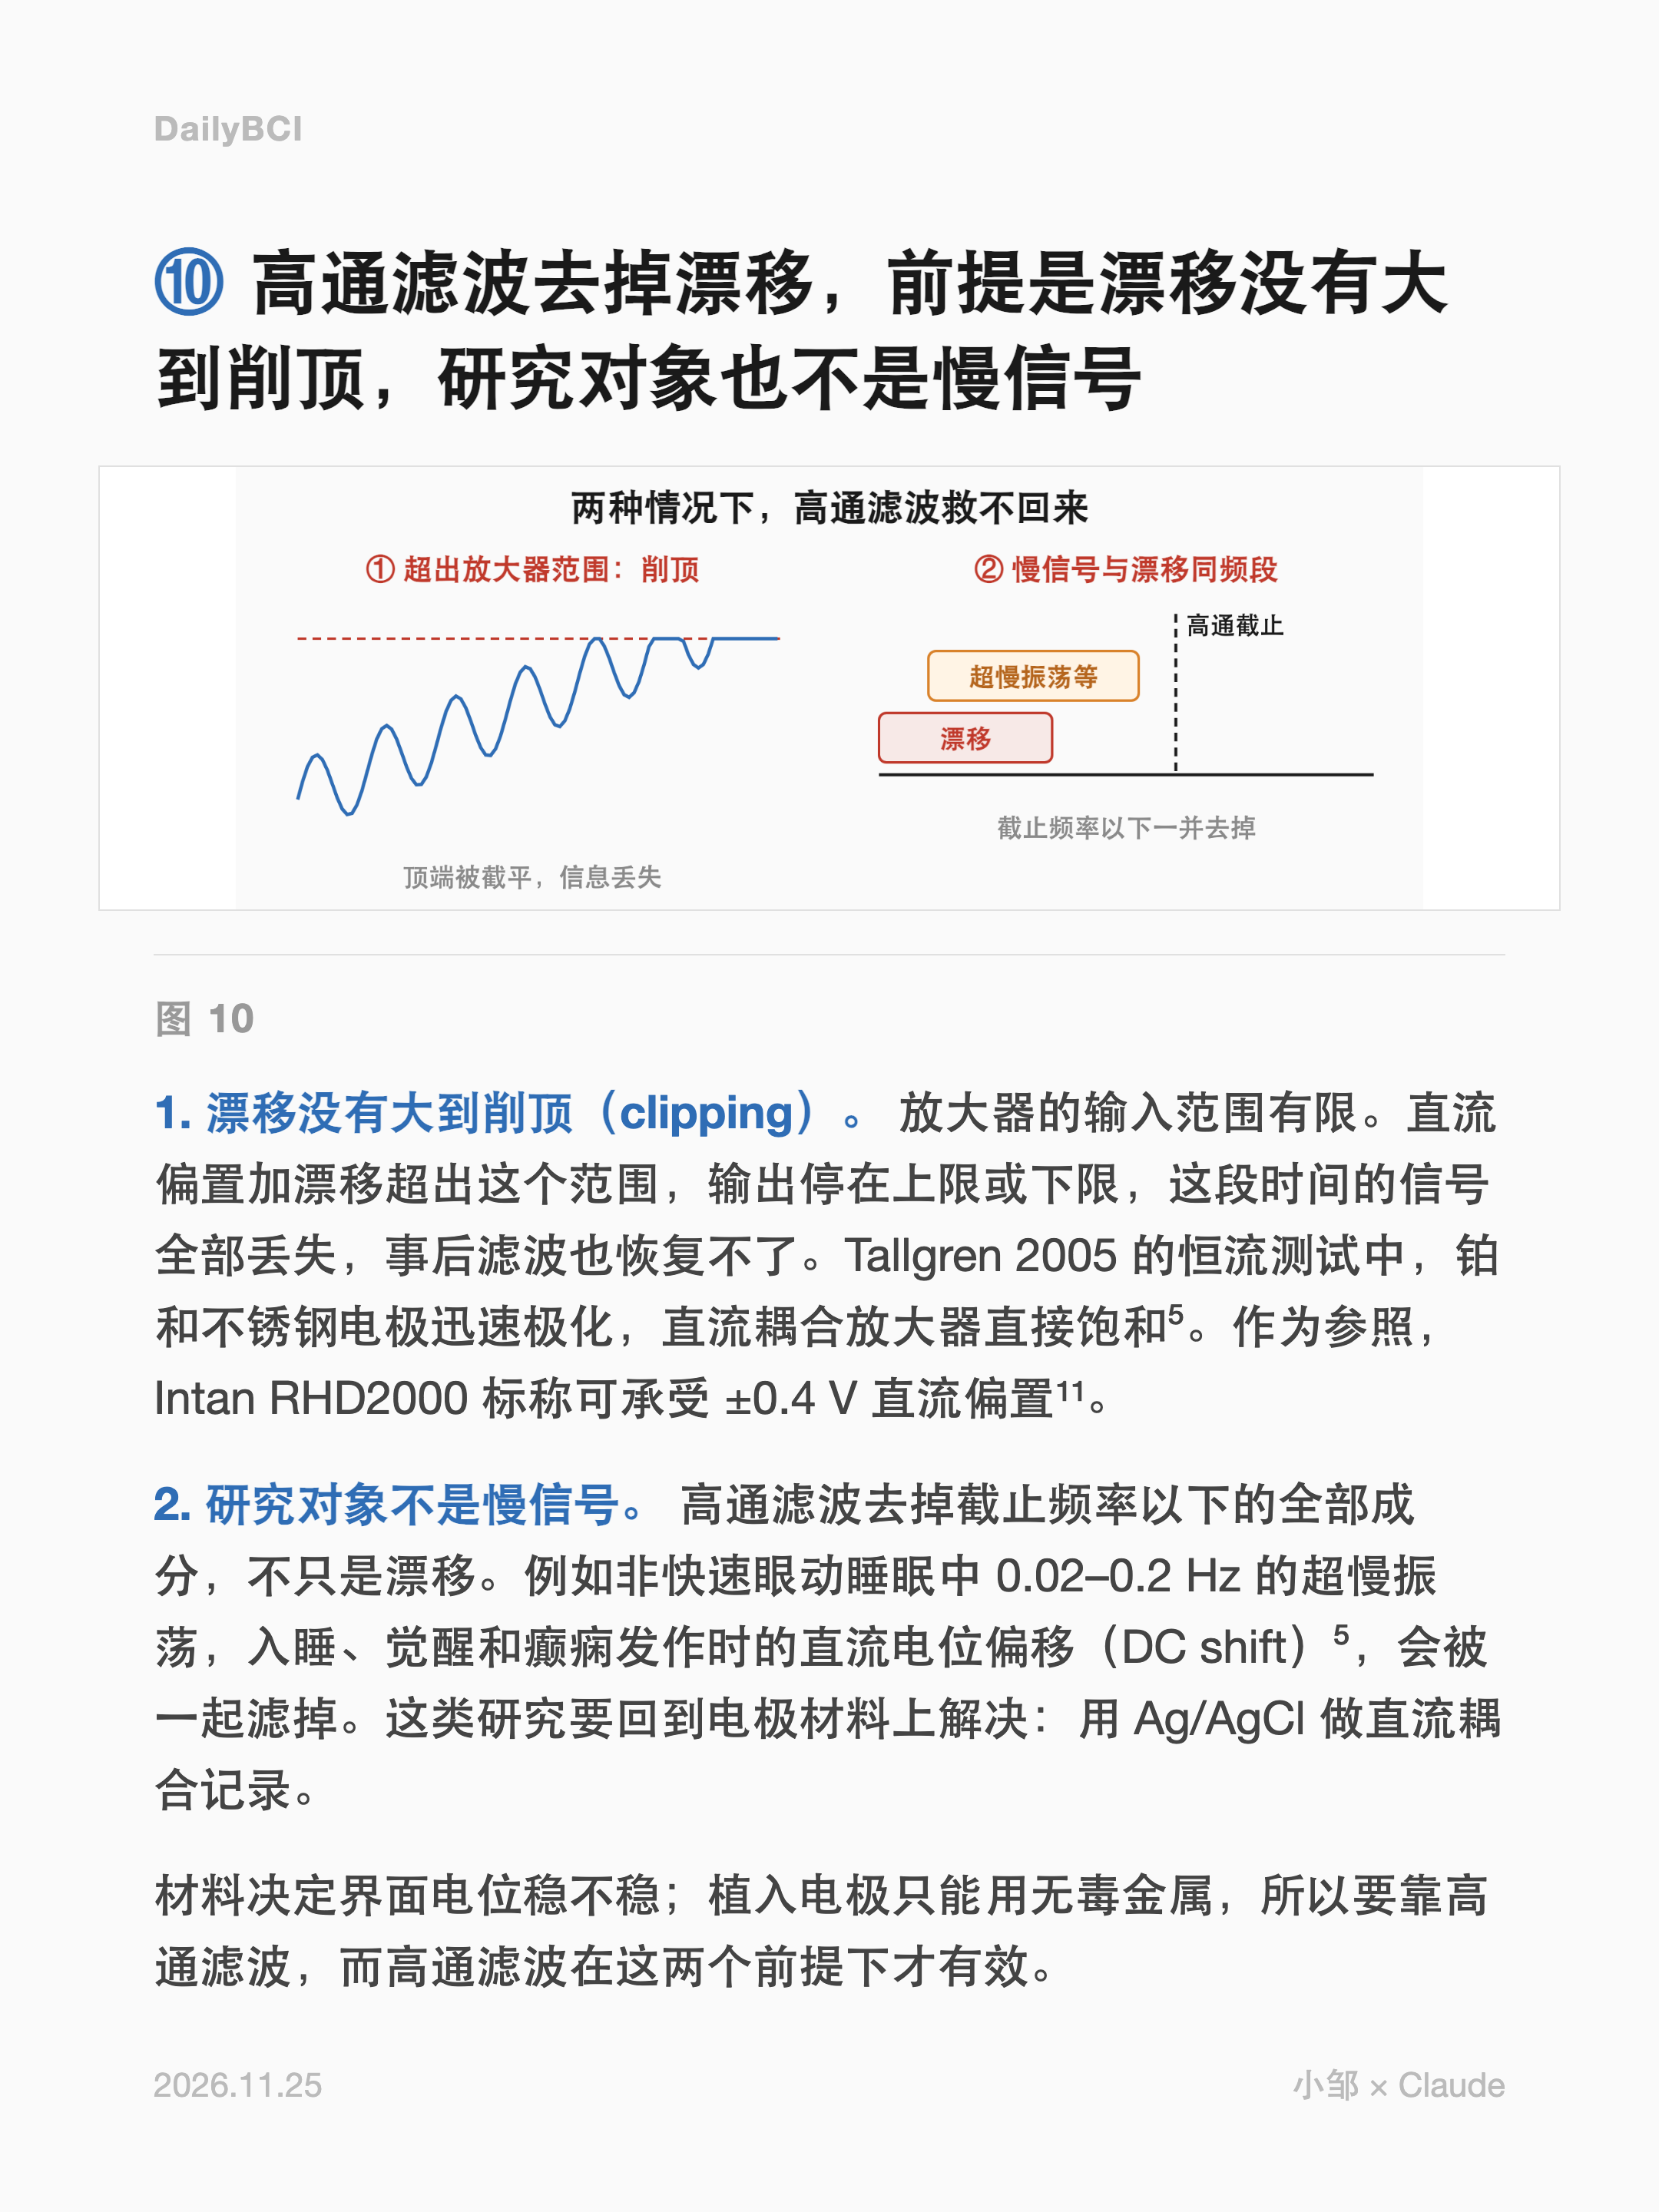 DailyBCI
⑩ 高通滤波去掉漂移，前提是漂移没有大
到削顶，研究对象也不是慢信号
两种情况下，高通滤波救不回来
① 超出放大器范围：削顶
② 慢信号与漂移同频段
高通截止
超慢振荡等
漂移
截止频率以下一并去掉
顶端被截平，信息丢失
图 10
1. 漂移没有大到削顶（clipping）。 放大器的输入范围有限。直流
偏置加漂移超出这个范围，输出停在上限或下限，这段时间的信号
全部丢失，事后滤波也恢复不了。Tallgren 2005 的恒流测试中，铂
和不锈钢电极迅速极化，直流耦合放大器直接饱和⁵。作为参照，
Intan RHD2000 标称可承受 ±0.4 V 直流偏置¹¹。
2. 研究对象不是慢信号。 高通滤波去掉截止频率以下的全部成
分，不只是漂移。例如非快速眼动睡眠中 0.02–0.2 Hz 的超慢振
荡，入睡、觉醒和癫痫发作时的直流电位偏移（DC shift）⁵，会被
一起滤掉。这类研究要回到电极材料上解决：用 Ag/AgCl 做直流耦
合记录。
材料决定界面电位稳不稳；植入电极只能用无毒金属，所以要靠高
通滤波，而高通滤波在这两个前提下才有效。
2026.11.25
小邹 × Claude